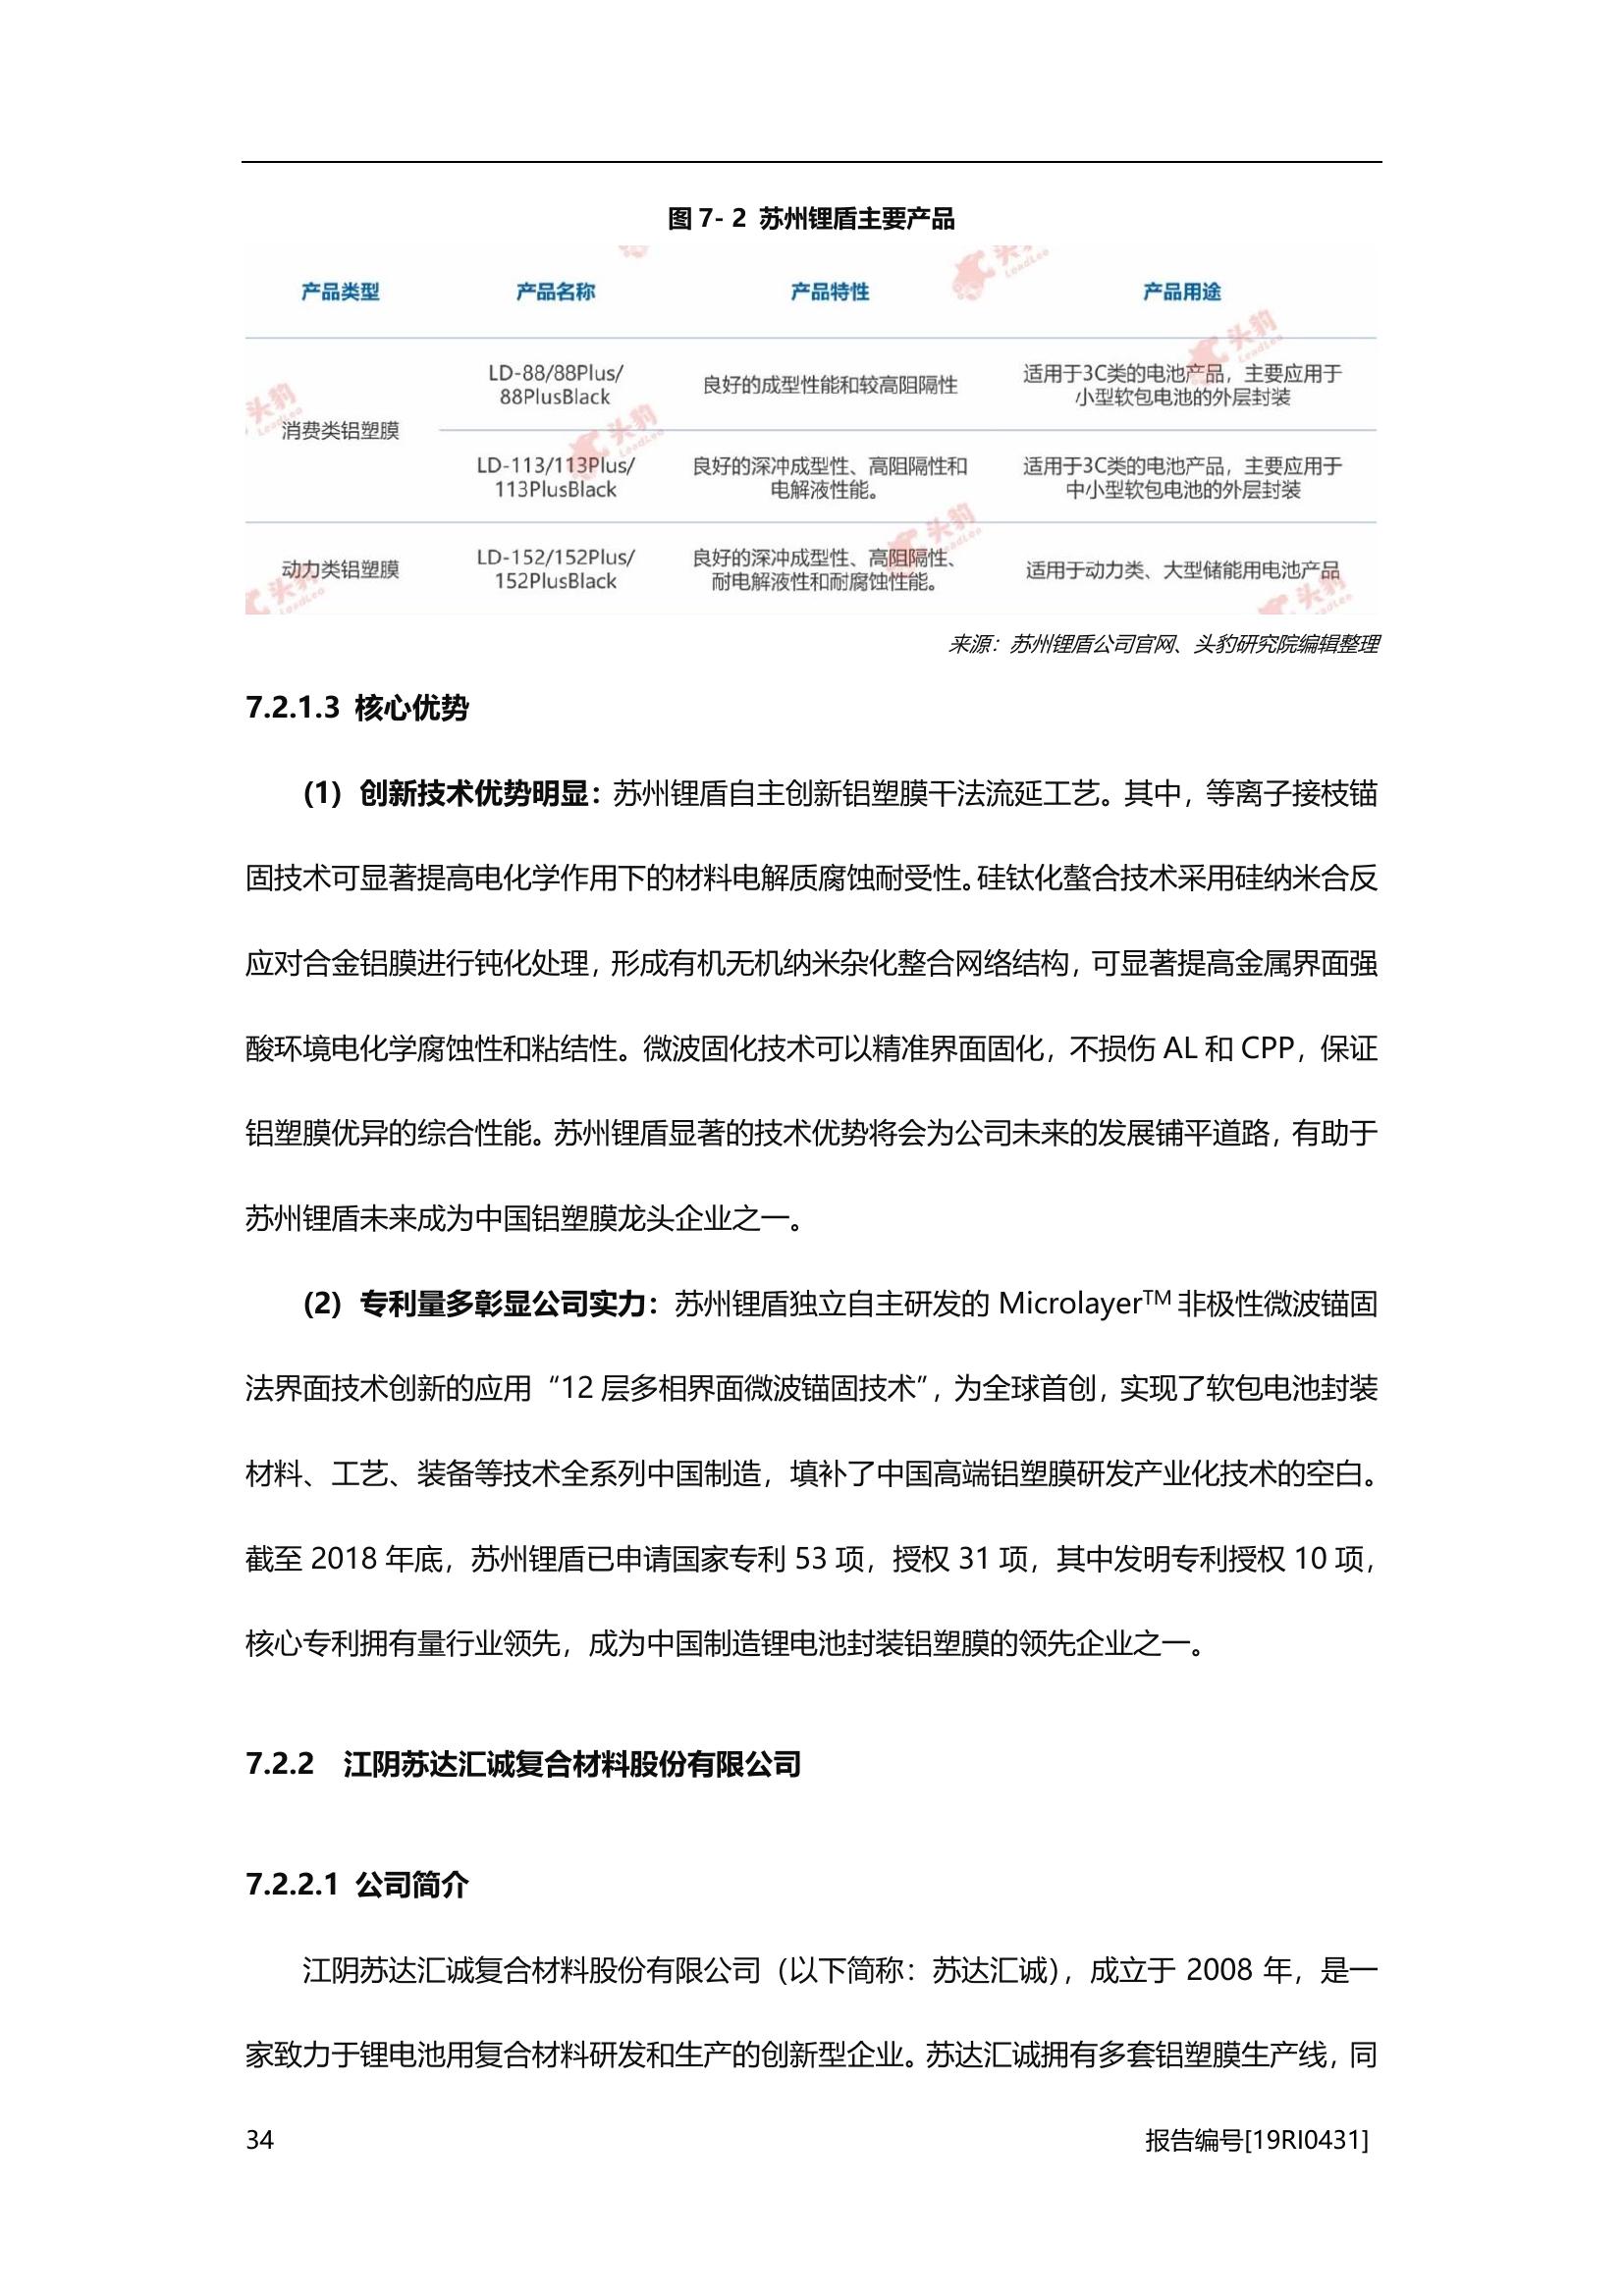 图 7- 2 苏州锂盾主要产品
产品类型 产品名称 产品特性 产品用途
消费类铝塑膜
LD-88/88Plus/
88PlusBlack
良好的成型性能和较高阻隔性
适用于3C类的电池产品，主要应用于
小型软包电池的外层封装
LD-113/113Plus/
113PlusBlack
良好的深冲成型性、高阻隔性和
电解液性能。
适用于3C类的电池产品，主要应用于
中小型软包电池的外层封装
动力类铝塑膜
LD-152/152Plus/
152PlusBlack
良好的深冲成型性、高阻隔性、
耐电解液性和耐腐蚀性能。
适用于动力类、大型储能用电池产品
头豹
LeadLeo
来源：苏州锂盾公司官网、头豹研究院编辑整理
7.2.1.3 核心优势
(1) 创新技术优势明显：苏州锂盾自主创新铝塑膜干法流延工艺。其中，等离子接枝锚
固技术可显著提高电化学作用下的材料电解质腐蚀耐受性。硅钛化螯合技术采用硅纳米合反
应对合金铝膜进行钝化处理，形成有机无机纳米杂化整合网络结构，可显著提高金属界面强
酸环境电化学腐蚀性和粘结性。微波固化技术可以精准界面固化，不损伤 AL 和 CPP，保证
铝塑膜优异的综合性能。苏州锂盾显著的技术优势将会为公司未来的发展铺平道路，有助于
苏州锂盾未来成为中国铝塑膜龙头企业之一。
(2) 专利量多彰显公司实力：苏州锂盾独立自主研发的 Microlayer™ 非极性微波锚固
法界面技术创新的应用“12 层多相界面微波锚固技术”，为全球首创，实现了软包电池封装
材料、工艺、装备等技术全系列中国制造，填补了中国高端铝塑膜研发产业化技术的空白。
截至 2018 年底，苏州锂盾已申请国家专利 53 项，授权 31 项，其中发明专利授权 10 项，
核心专利拥有量行业领先，成为中国制造锂电池封装铝塑膜的领先企业之一。
7.2.2 江阴苏达汇诚复合材料股份有限公司
7.2.2.1 公司简介
江阴苏达汇诚复合材料股份有限公司（以下简称：苏达汇诚），成立于 2008 年，是一
家致力于锂电池用复合材料研发和生产的创新型企业。苏达汇诚拥有多套铝塑膜生产线，同
34 报告编号[19RI0431]